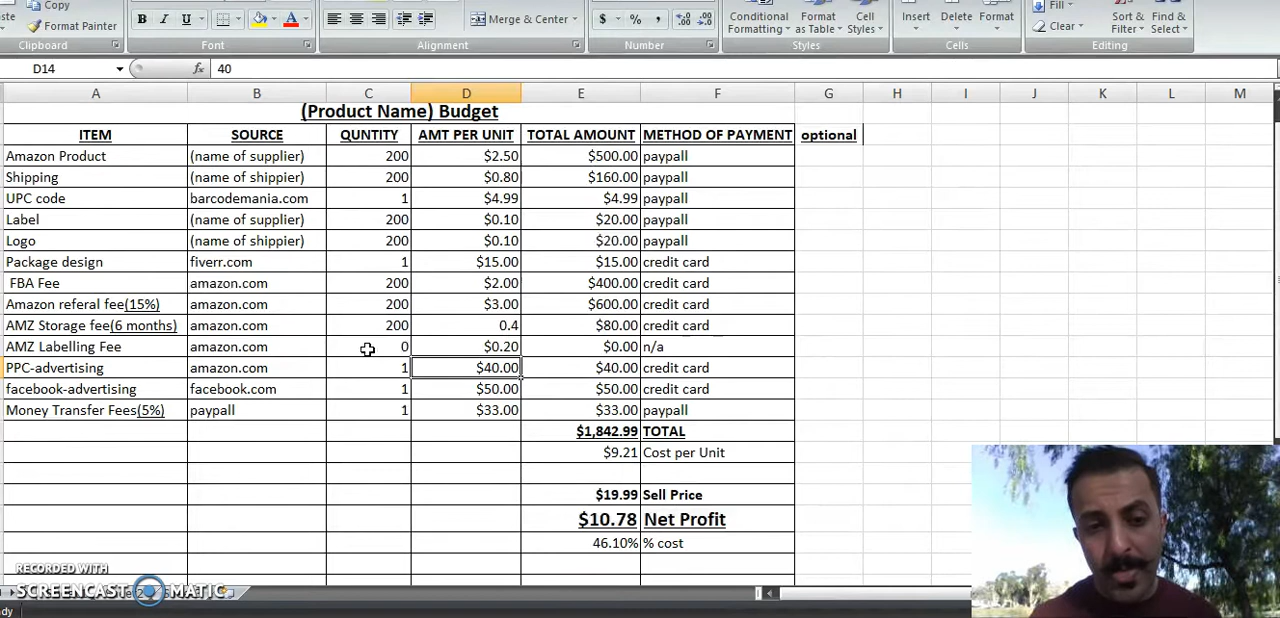 Copy
Format Painter
Clipboard
B I U A
Font
Merge & Center
Alignment
$ % ,
Number
Conditional Formatting
Format as Table
Cell Styles
Styles
Insert Delete Format
Cells
Fill
Clear
Sort & Filter
Find & Select
Editing
D14 fx 40
A B C D E F G H I J K L M
(Product Name) Budget
ITEM SOURCE QUNTITY AMT PER UNIT TOTAL AMOUNT METHOD OF PAYMENT optional
Amazon Product (name of supplier) 200 $2.50 $500.00 paypall
Shipping (name of shippier) 200 $0.80 $160.00 paypall
UPC code barcodemania.com 1 $4.99 $4.99 paypall
Label (name of supplier) 200 $0.10 $20.00 paypall
Logo (name of shippier) 200 $0.10 $20.00 paypall
Package design fiverr.com 1 $15.00 $15.00 credit card
FBA Fee amazon.com 200 $2.00 $400.00 credit card
Amazon referal fee(15%) amazon.com 200 $3.00 $600.00 credit card
AMZ Storage fee(6 months) amazon.com 200 0.4 $80.00 credit card
AMZ Labelling Fee amazon.com 0 $0.20 $0.00 n/a
PPC-advertising amazon.com 1 $40.00 $40.00 credit card
facebook-advertising facebook.com 1 $50.00 $50.00 credit card
Money Transfer Fees(5%) paypall 1 $33.00 $33.00 paypall
$1,842.99 TOTAL
$9.21 Cost per Unit
$19.99 Sell Price
$10.78 Net Profit
46.10% % cost
RECORDED WITH
SCREENCAST MATIC